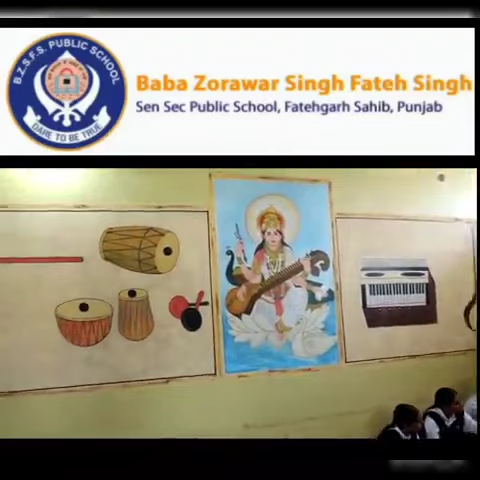 B.Z.S.F.S. PUBLIC SCHOOL
DARE TO BE TRUE
Baba Zorawar Singh Fateh Singh
Sen Sec Public School, Fatehgarh Sahib, Punjab